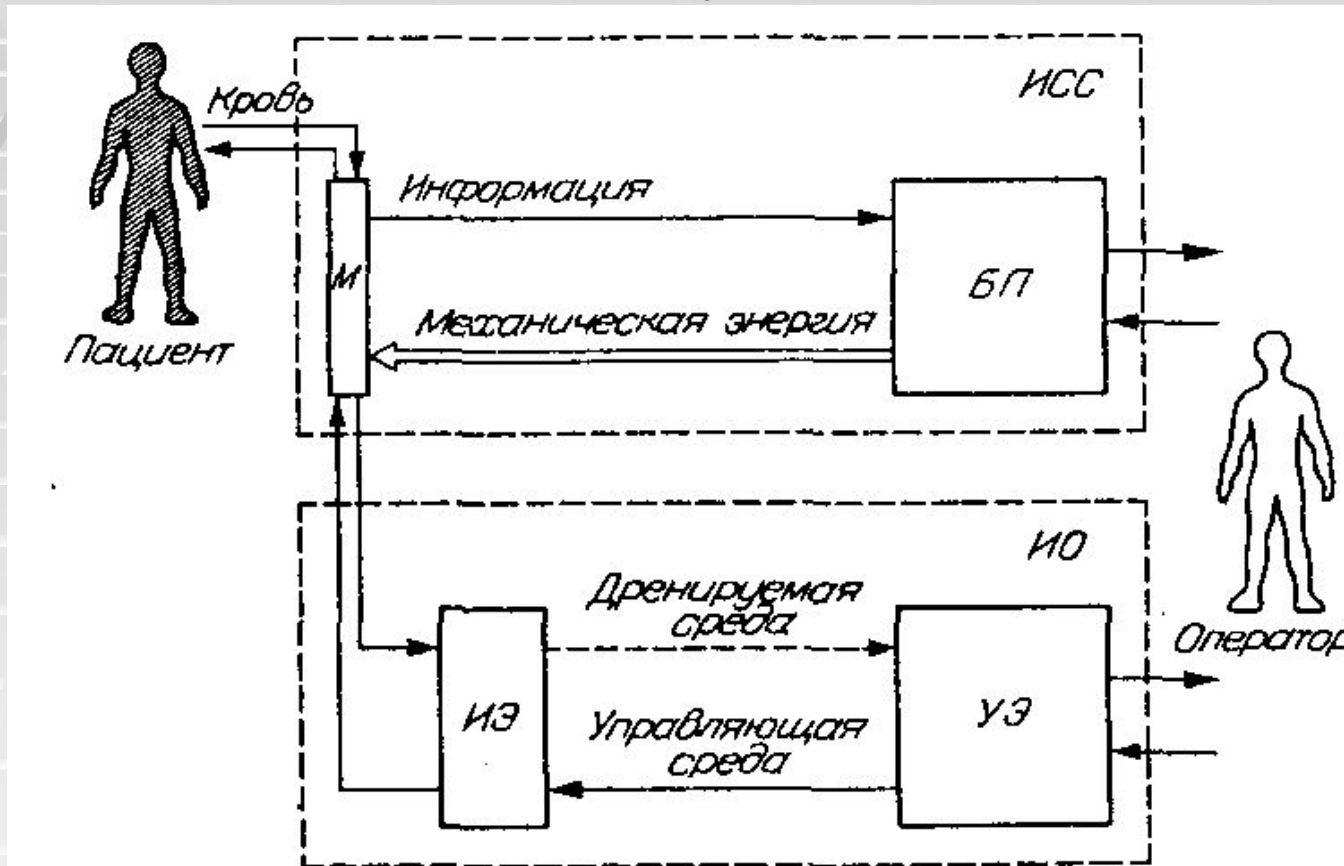 Кровь
ИСС
Информация
М
БП
Механическая энергия
Пациент
ИО
Дренируемая
среда
Оператор
ИЭ
УЭ
Управляющая
среда